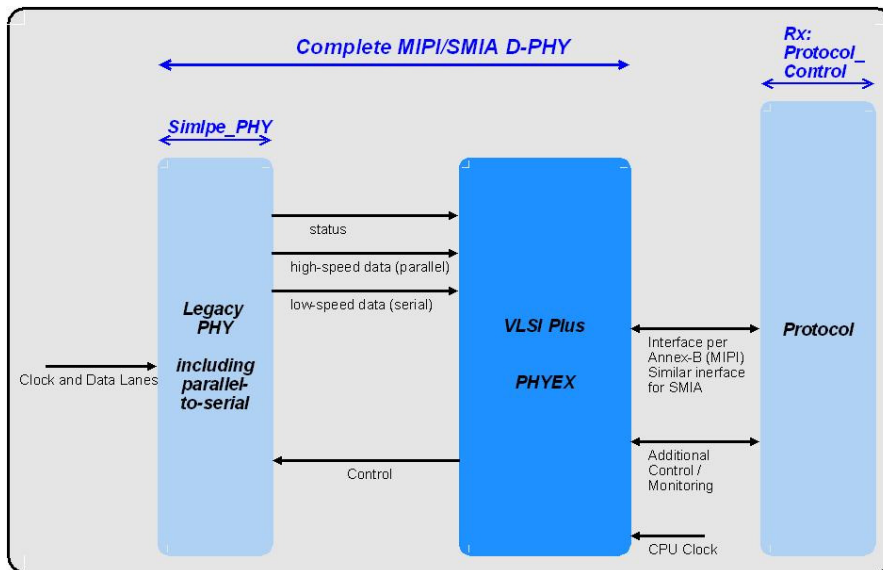 Complete MIPI/SMIA D-PHY
Rx:
Protocol_
Control
Simlpe_PHY
status
high-speed data (parallel)
low-speed data (serial)
Legacy
PHY
including
parallel-
to-serial
VLSI Plus
PHYEX
Protocol
Clock and Data Lanes
Interface per
Annex-B (MIPI)
Similar inerface
for SMIA
Control
Additional
Control /
Monitoring
CPU Clock